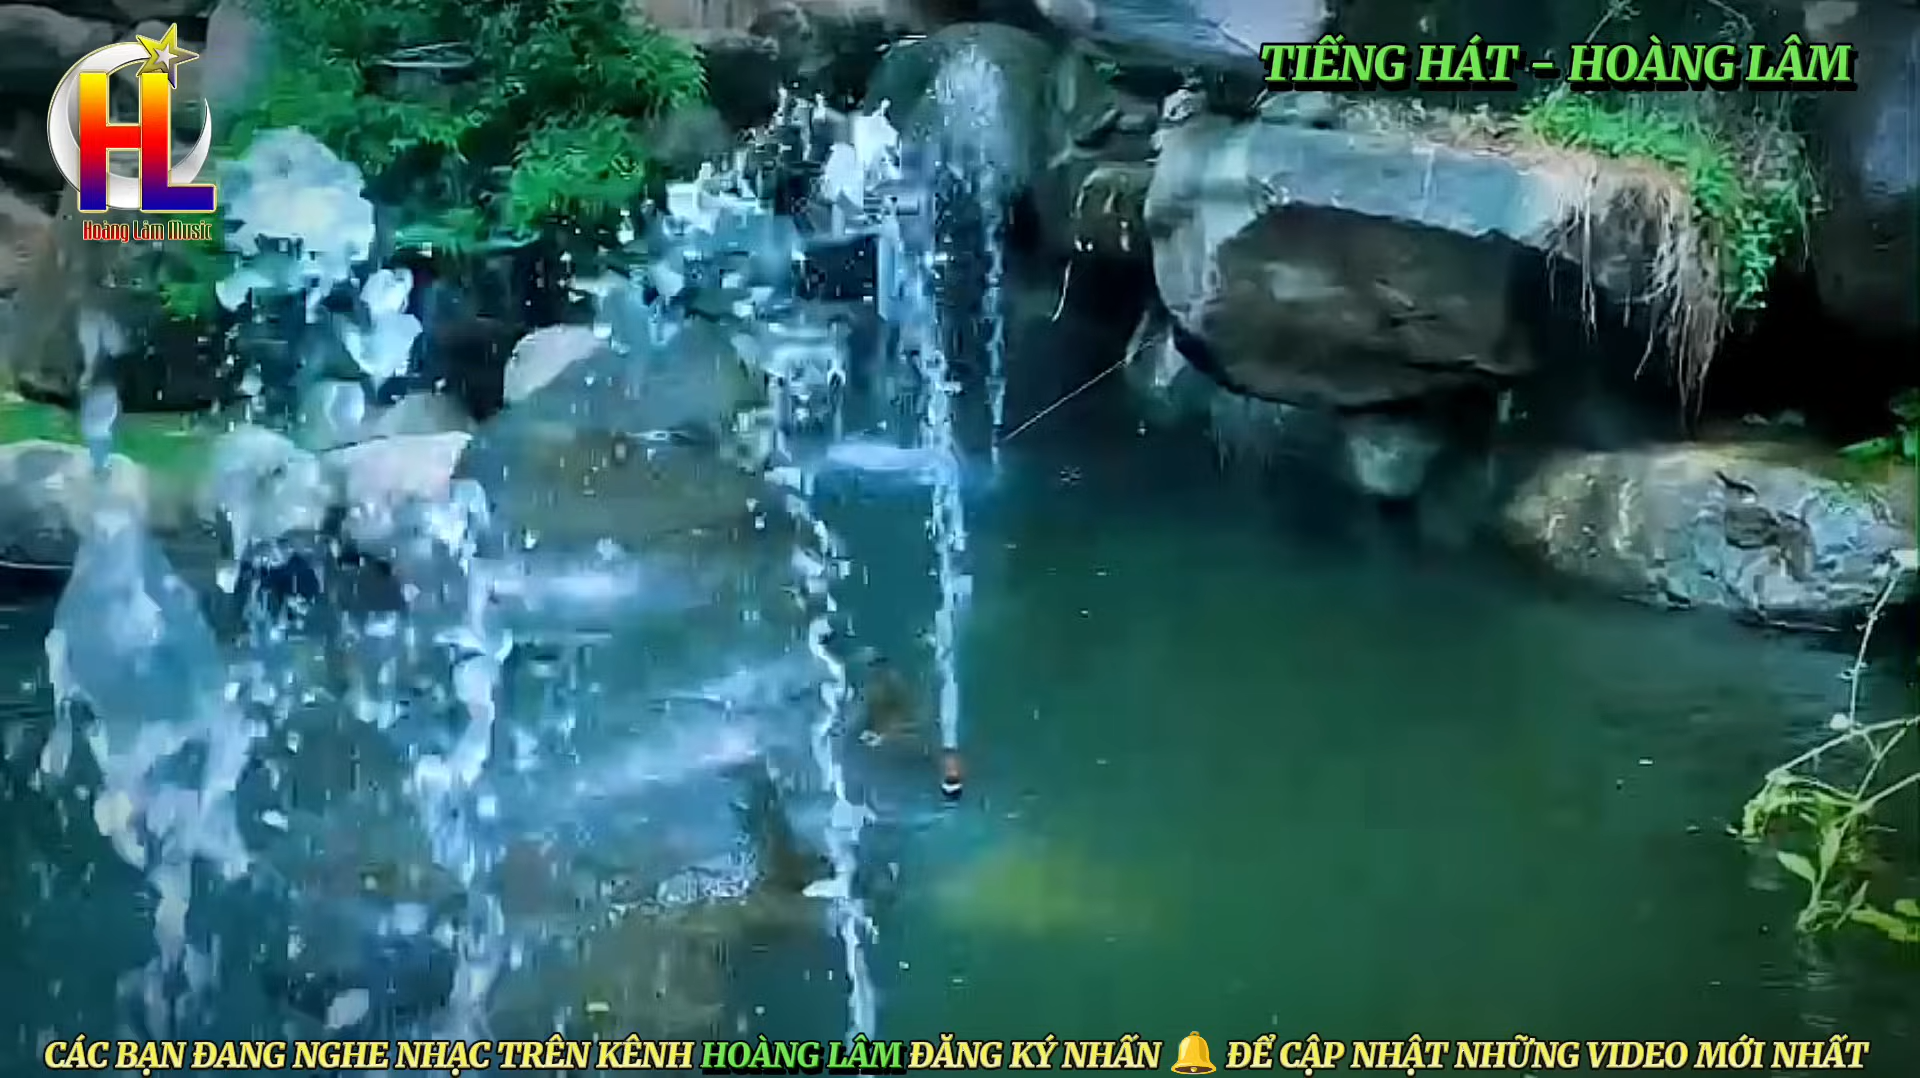 TIẾNG HÁT - HOÀNG LÂM
HL
Hoàng Lâm Music
CÁC BẠN ĐANG NGHE NHẠC TRÊN KÊNH HOÀNG LÂM ĐĂNG KÝ NHẤN 🔔 ĐỂ CẬP NHẬT NHỮNG VIDEO MỚI NHẤT